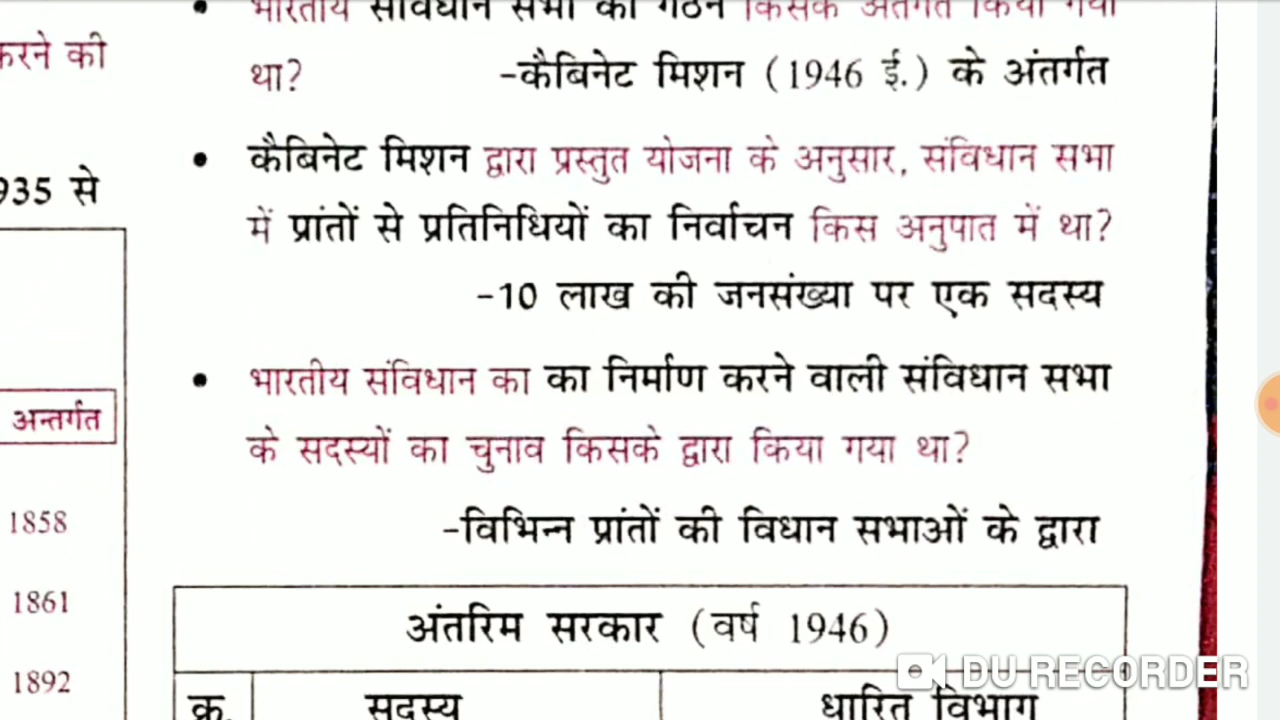 करने की
935 से
अन्तर्गत
1858
1861
1892
• भारतीय संविधान सभा का गठन किसके अंतर्गत किया गया
था? -कैबिनेट मिशन (1946 ई.) के अंतर्गत
• कैबिनेट मिशन द्वारा प्रस्तुत योजना के अनुसार, संविधान सभा
में प्रांतों से प्रतिनिधियों का निर्वाचन किस अनुपात में था?
-10 लाख की जनसंख्या पर एक सदस्य
• भारतीय संविधान का का निर्माण करने वाली संविधान सभा
के सदस्यों का चुनाव किसके द्वारा किया गया था?
-विभिन्न प्रांतों की विधान सभाओं के द्वारा
अंतरिम सरकार (वर्ष 1946)
क्र. सदस्य धारित विभाग
DU RECORDER